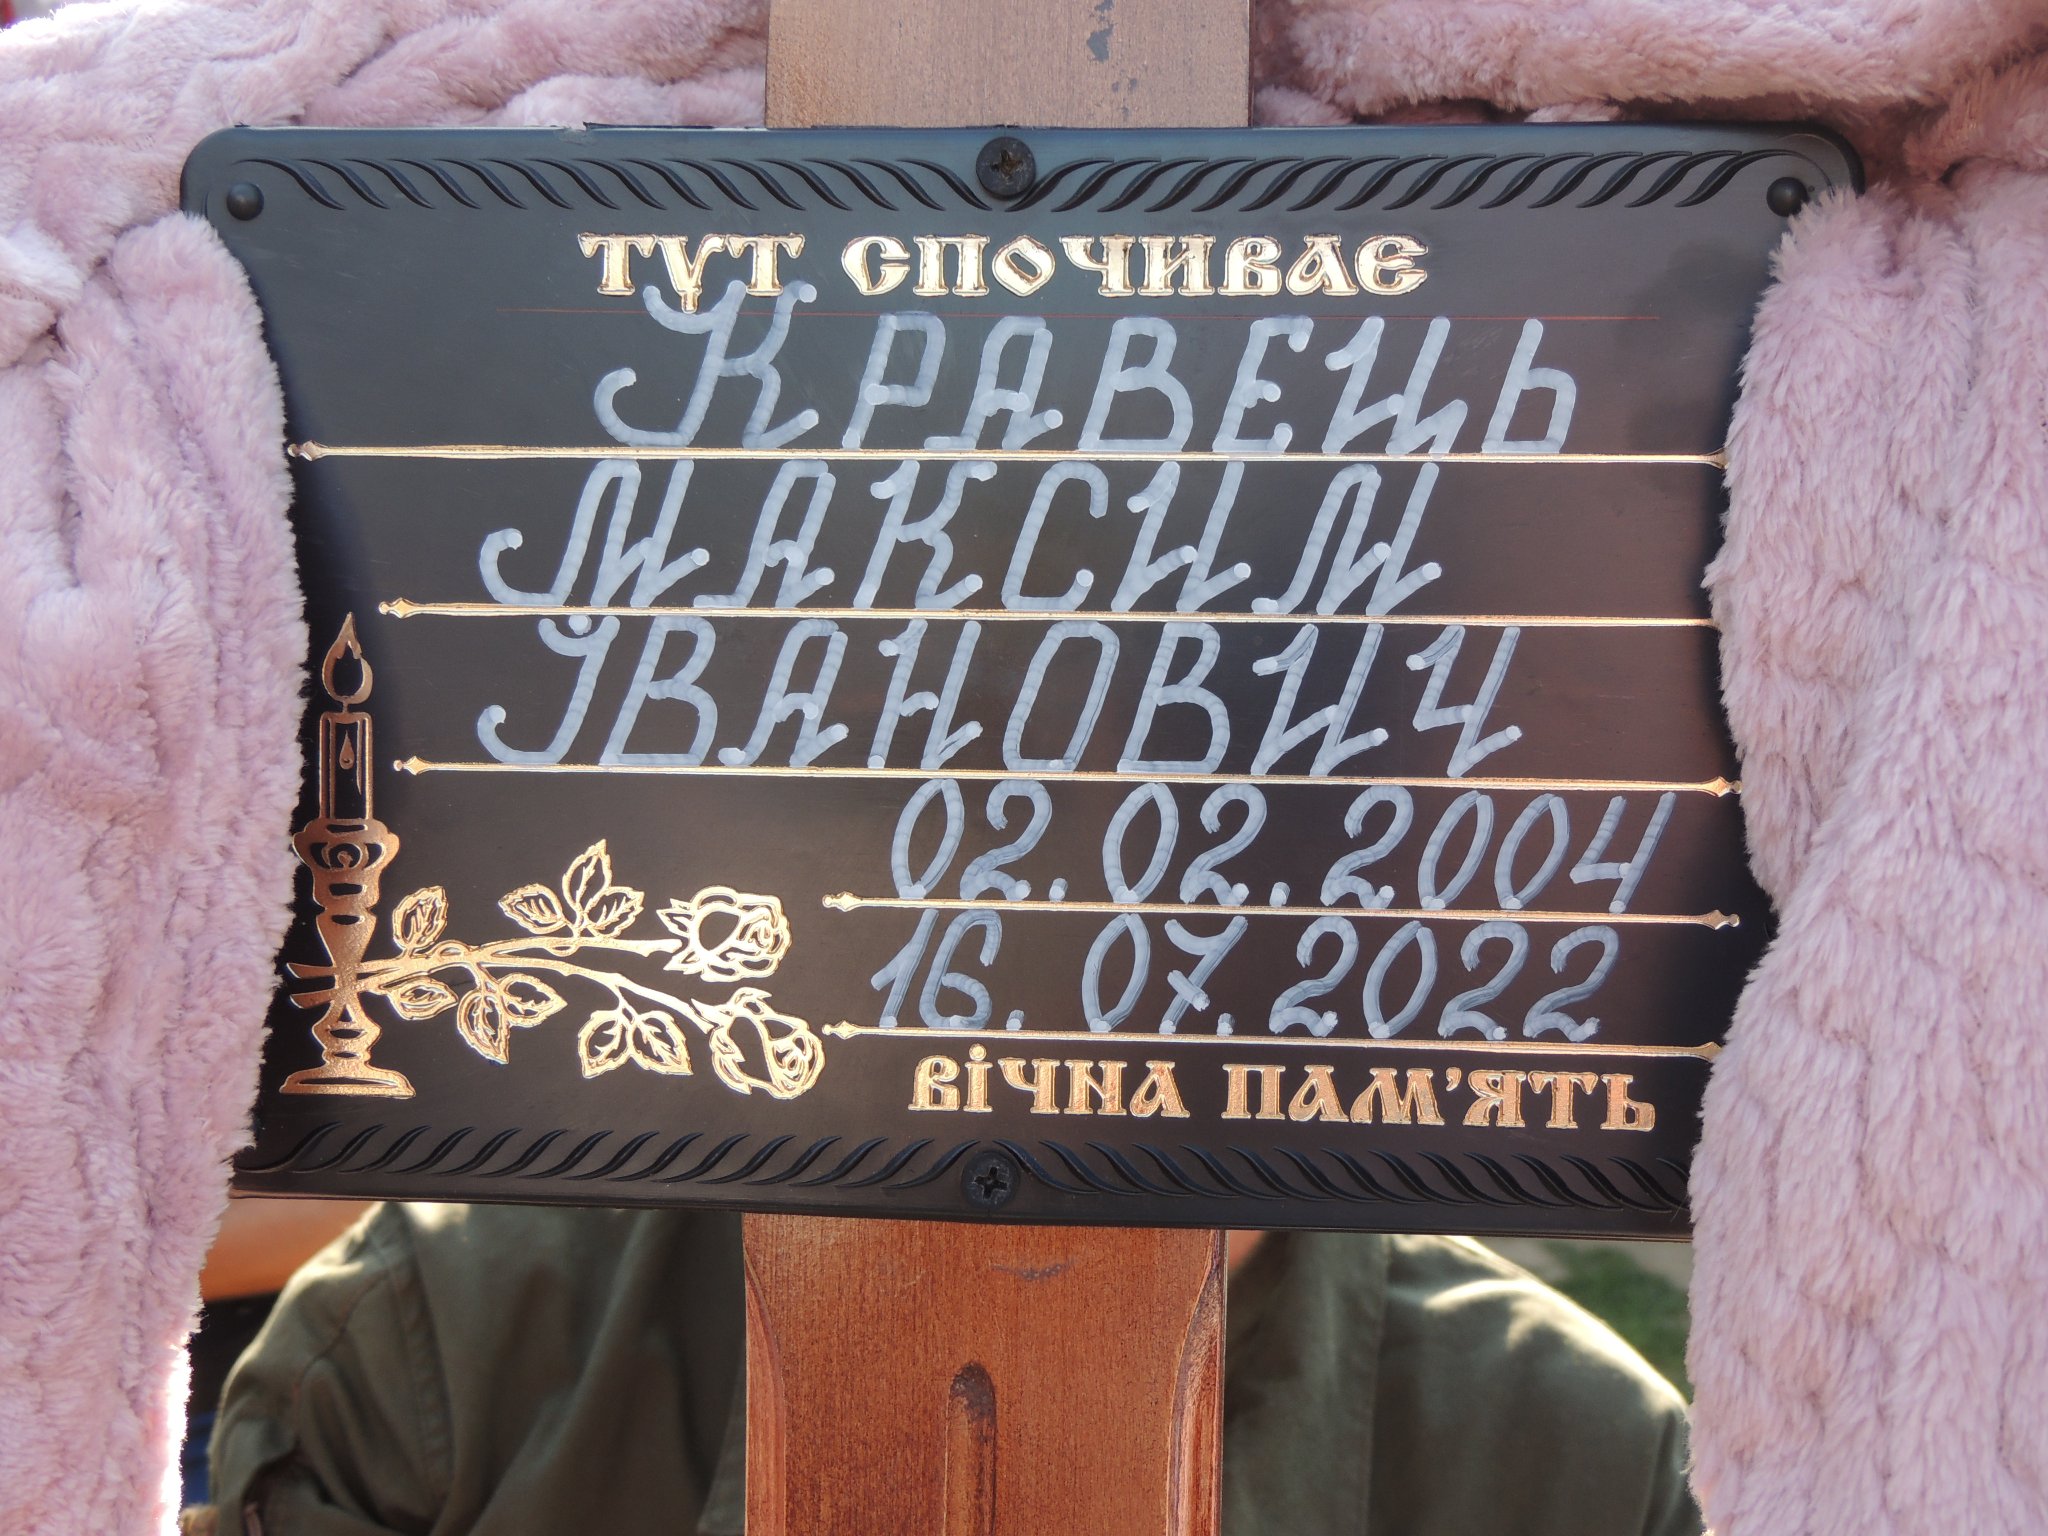 ТУТ СПОЧИВАЄ
КРАВЕЦЬ
МАКСИМ
ІВАНОВИЧ
02.02.2004
16.07.2022
ВІЧНА ПАМ'ЯТЬ